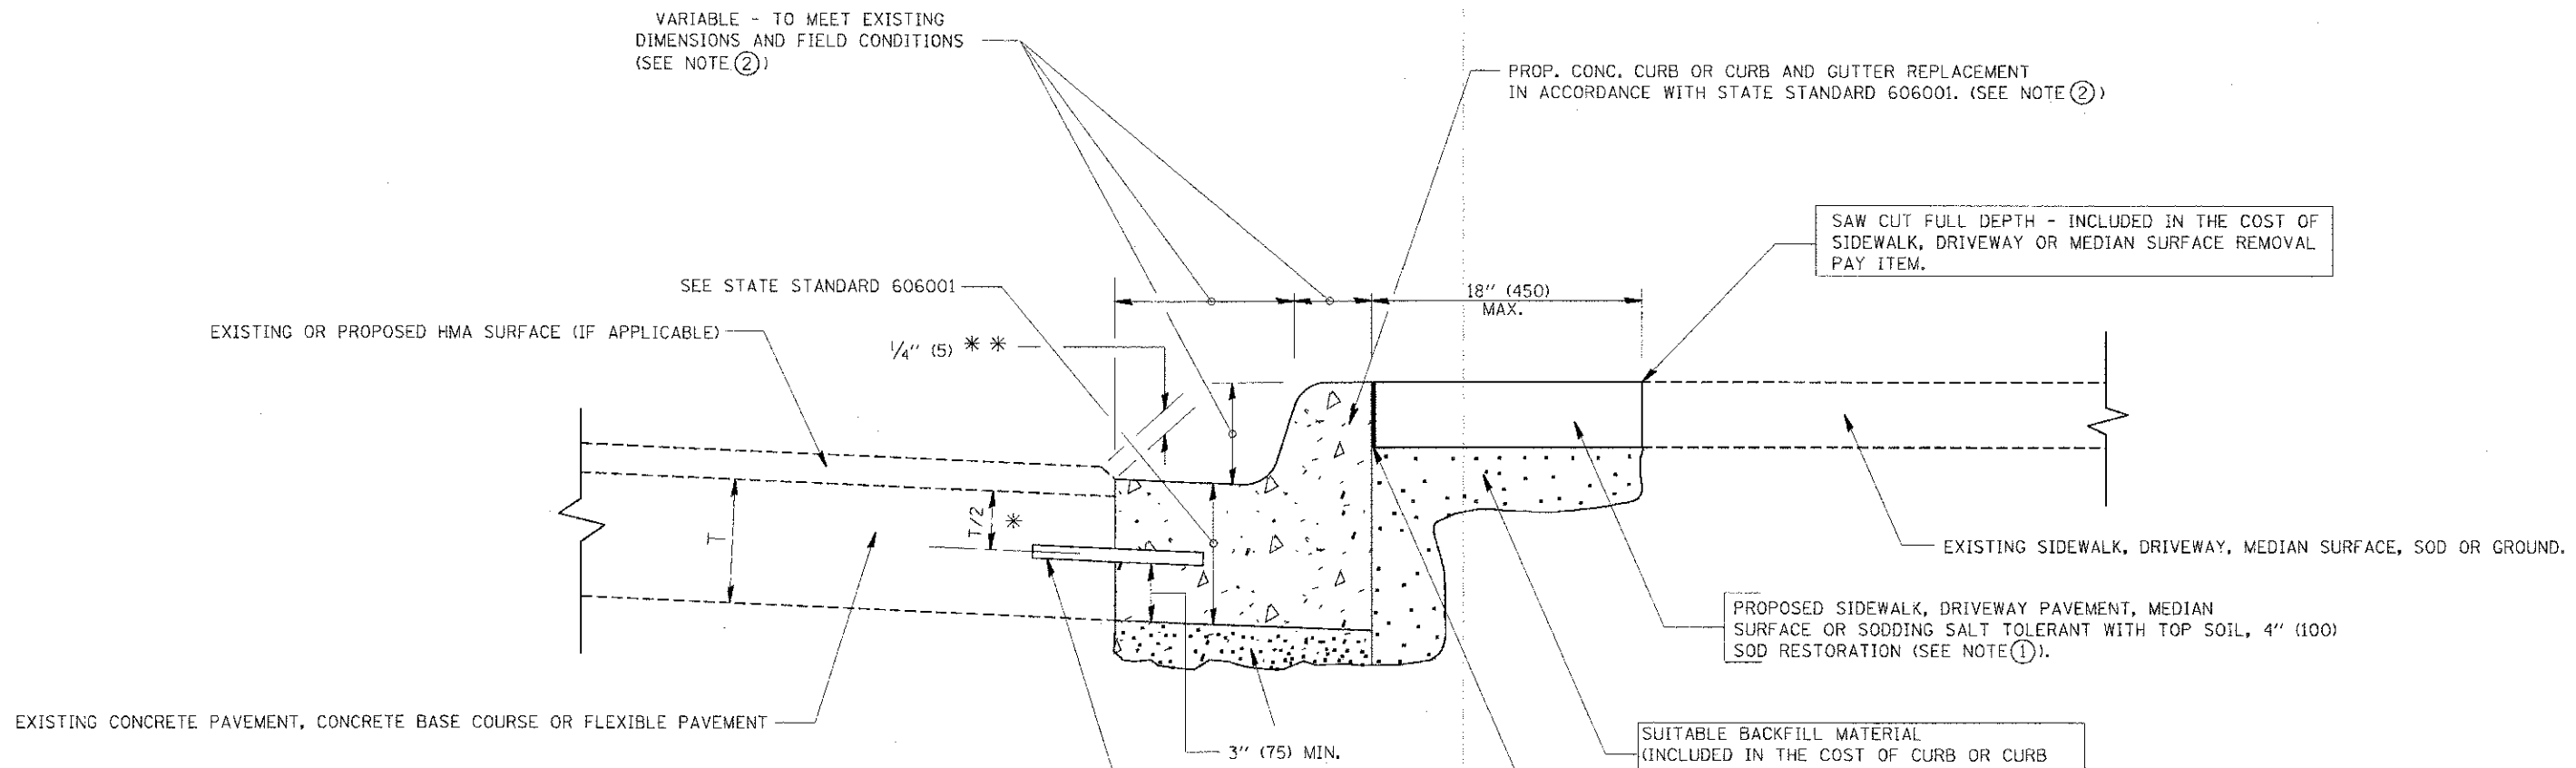 VARIABLE - TO MEET EXISTING
DIMENSIONS AND FIELD CONDITIONS
(SEE NOTE ②)
PROP. CONC. CURB OR CURB AND GUTTER REPLACEMENT
IN ACCORDANCE WITH STATE STANDARD 606001. (SEE NOTE ②)
SAW CUT FULL DEPTH - INCLUDED IN THE COST OF
SIDEWALK, DRIVEWAY OR MEDIAN SURFACE REMOVAL
PAY ITEM.
SEE STATE STANDARD 606001
18" (450)
MAX.
EXISTING OR PROPOSED HMA SURFACE (IF APPLICABLE)
1/4" (5) * *
T
T/2 *
EXISTING SIDEWALK, DRIVEWAY, MEDIAN SURFACE, SOD OR GROUND.
PROPOSED SIDEWALK, DRIVEWAY PAVEMENT, MEDIAN
SURFACE OR SODDING SALT TOLERANT WITH TOP SOIL, 4" (100)
SOD RESTORATION (SEE NOTE ①).
EXISTING CONCRETE PAVEMENT, CONCRETE BASE COURSE OR FLEXIBLE PAVEMENT
3" (75) MIN.
SUITABLE BACKFILL MATERIAL
(INCLUDED IN THE COST OF CURB OR CURB